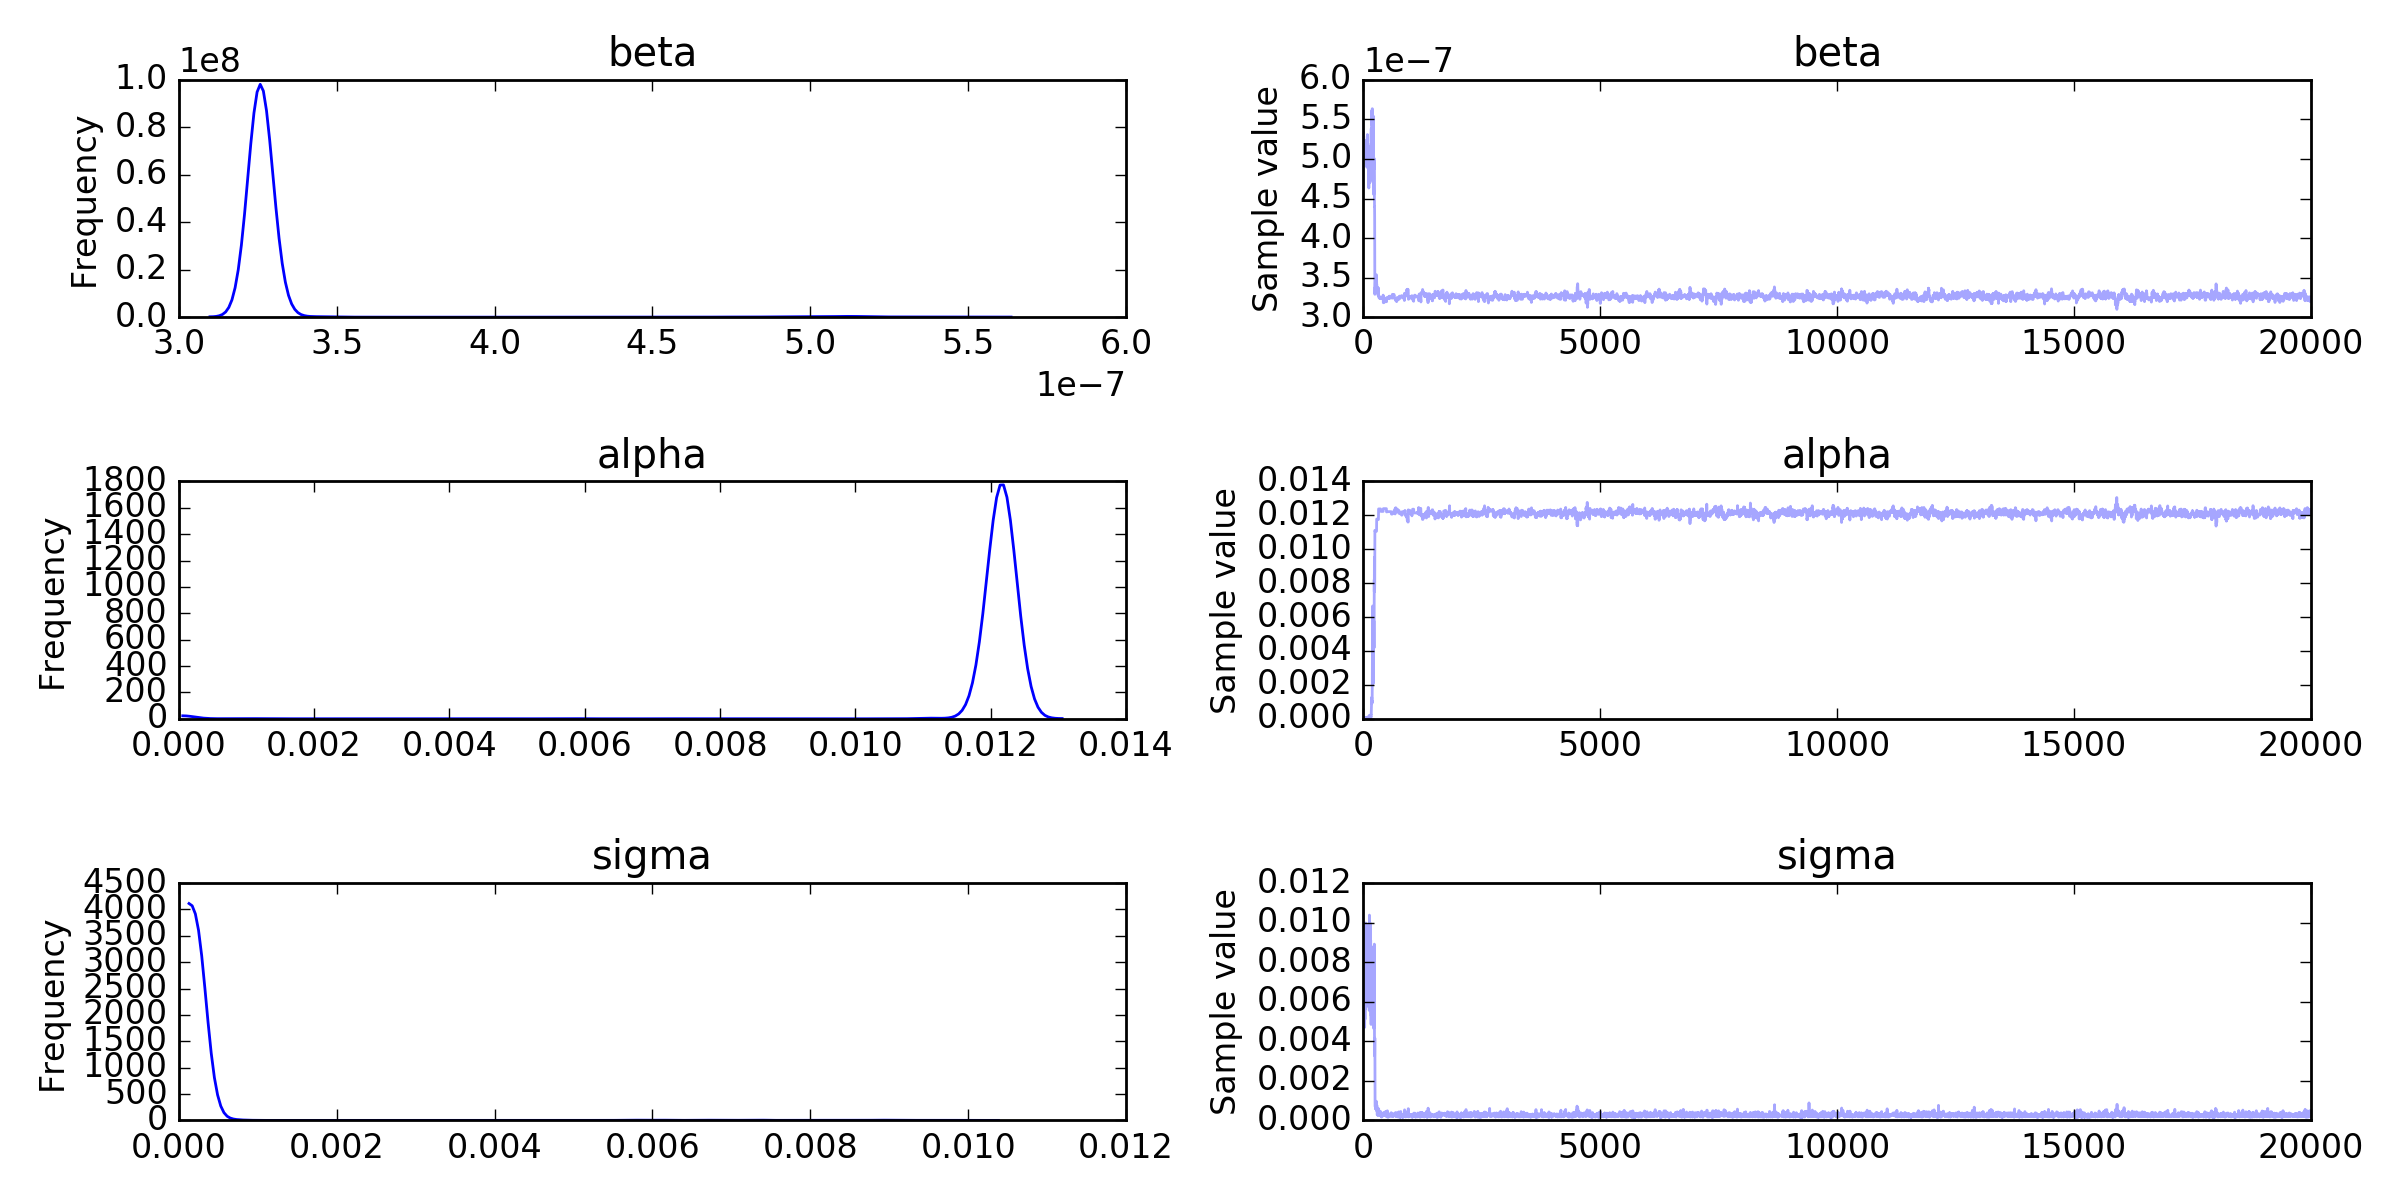 beta
1e8
1.0
0.8
0.6
0.4
0.2
0.0
Frequency
3.0 3.5 4.0 4.5 5.0 5.5 6.0
1e−7
beta
1e−7
6.0
5.5
5.0
4.5
4.0
3.5
3.0
Sample value
0 5000 10000 15000 20000
alpha
1800
1600
1400
1200
1000
800
600
400
200
0
Frequency
0.000 0.002 0.004 0.006 0.008 0.010 0.012 0.014
alpha
0.014
0.012
0.010
0.008
0.006
0.004
0.002
0.000
Sample value
0 5000 10000 15000 20000
sigma
4500
4000
3500
3000
2500
2000
1500
1000
500
0
Frequency
0.000 0.002 0.004 0.006 0.008 0.010 0.012
sigma
0.012
0.010
0.008
0.006
0.004
0.002
0.000
Sample value
0 5000 10000 15000 20000